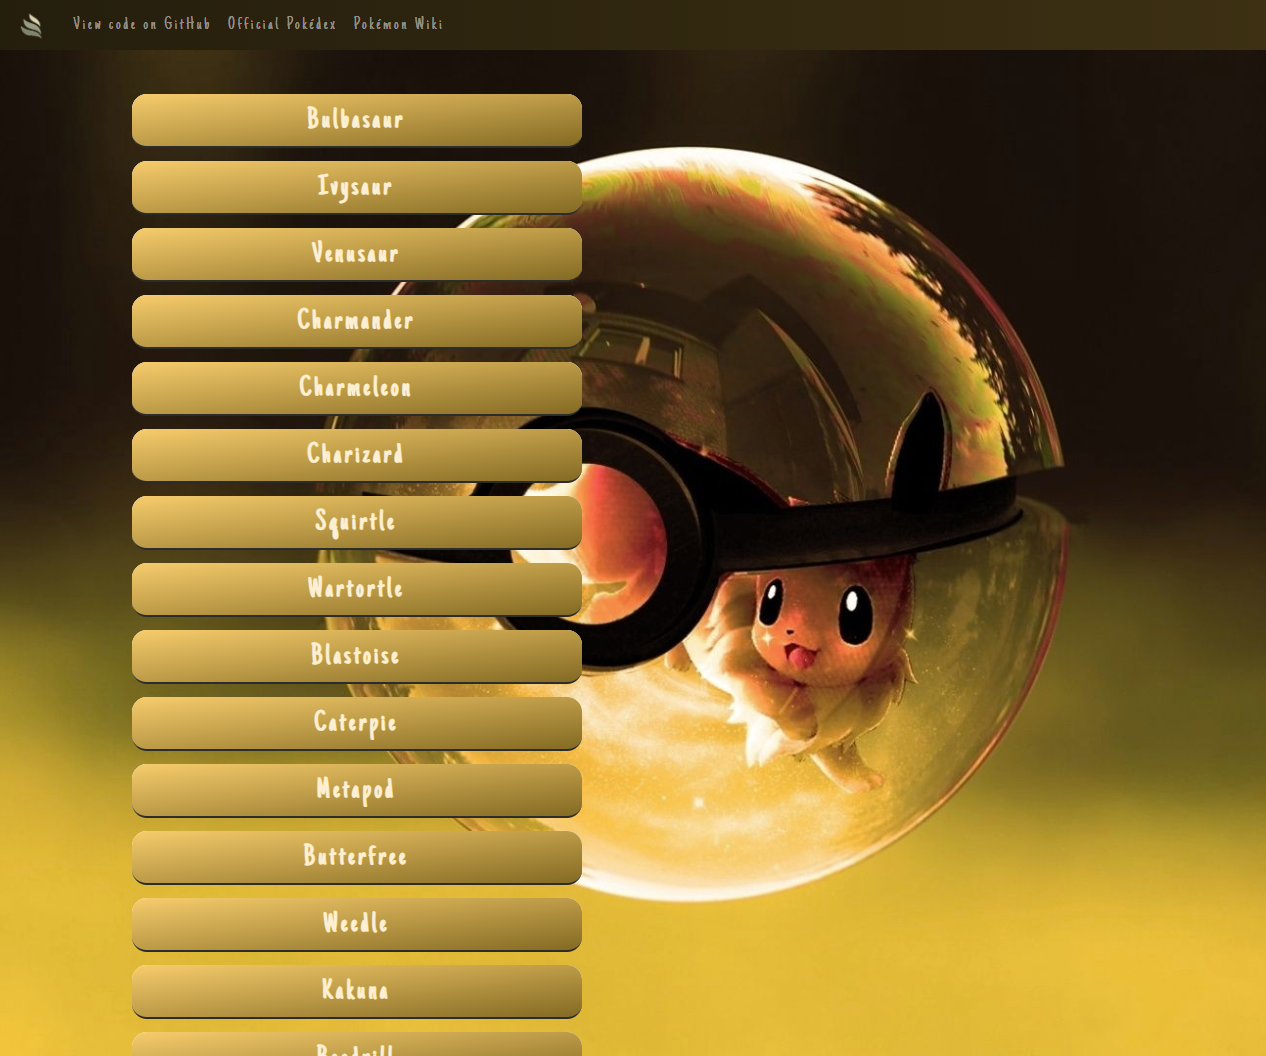 View code on GitHub Official Pokédex Pokémon Wiki
Bulbasaur
Ivysaur
Venusaur
Charmander
Charmeleon
Charizard
Squirtle
Wartortle
Blastoise
Caterpie
Metapod
Butterfree
Weedle
Kakuna
Beedrill